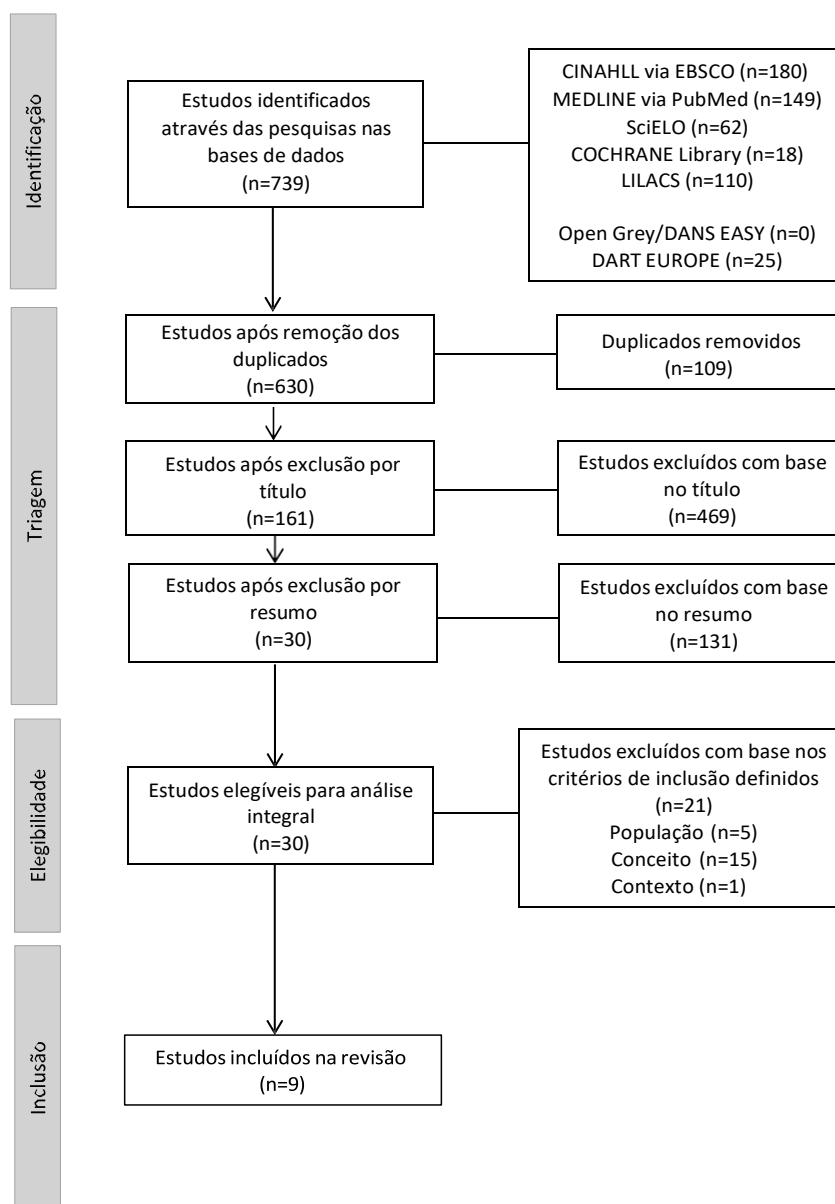 Identificação
Estudos identificados
através das pesquisas nas
bases de dados
(n=739)
CINAHLL via EBSCO (n=180)
MEDLINE via PubMed (n=149)
SciELO (n=62)
COCHRANE Library (n=18)
LILACS (n=110)
Open Grey/DANS EASY (n=0)
DART EUROPE (n=25)
Triagem
Estudos após remoção dos
duplicados
(n=630)
Duplicados removidos
(n=109)
Estudos após exclusão por
título
(n=161)
Estudos excluídos com base
no título
(n=469)
Estudos após exclusão por
resumo
(n=30)
Estudos excluídos com base
no resumo
(n=131)
Elegibilidade
Estudos elegíveis para análise
integral
(n=30)
Estudos excluídos com base nos
critérios de inclusão definidos
(n=21)
População (n=5)
Conceito (n=15)
Contexto (n=1)
Inclusão
Estudos incluídos na revisão
(n=9)